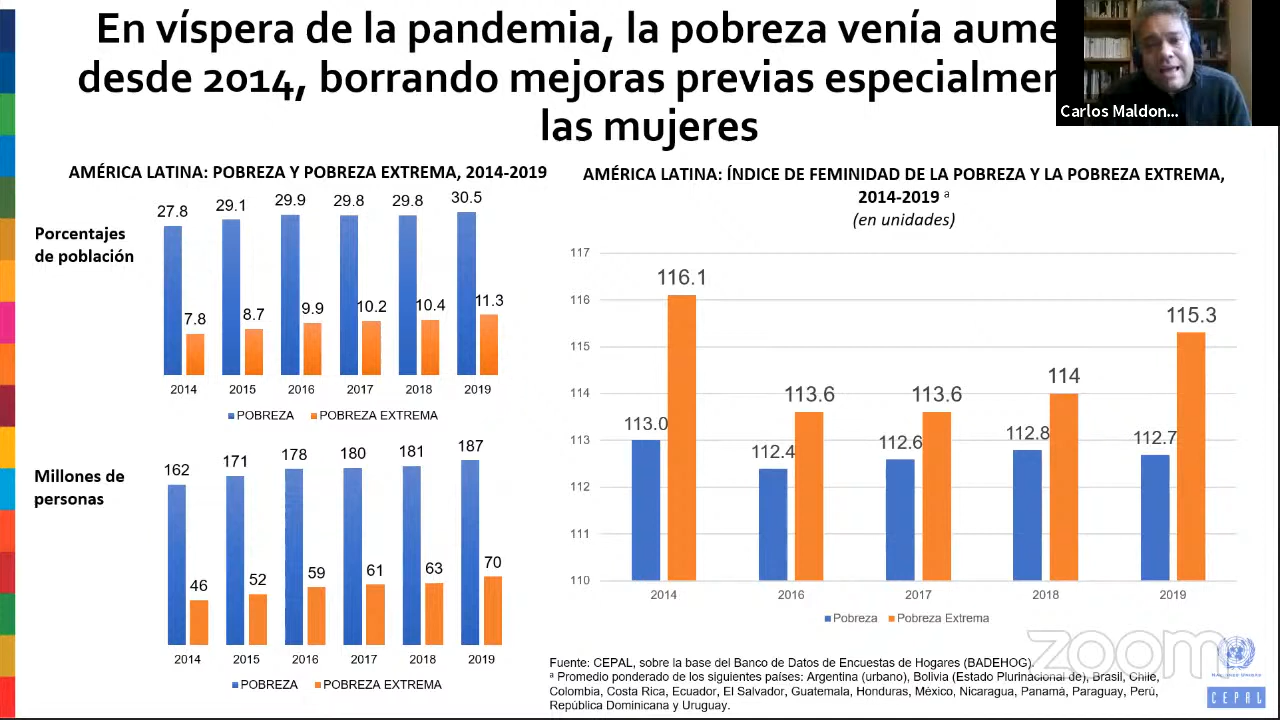 En víspera de la pandemia, la pobreza venía aume
desde 2014, borrando mejoras previas especialmen
las mujeres
Carlos Maldon...
AMÉRICA LATINA: POBREZA Y POBREZA EXTREMA, 2014-2019
Porcentajes
de población
27.8 29.1 29.9 29.8 29.8 30.5
7.8 8.7 9.9 10.2 10.4 11.3
2014 2015 2016 2017 2018 2019
POBREZA POBREZA EXTREMA
Millones de
personas
162 171 178 180 181 187
46 52 59 61 63 70
2014 2015 2016 2017 2018 2019
POBREZA POBREZA EXTREMA
AMÉRICA LATINA: ÍNDICE DE FEMINIDAD DE LA POBREZA Y LA POBREZA EXTREMA,
2014-2019 ª
(en unidades)
117
116
115
114
113
112
111
110
116.1 113.6 113.6 114 115.3
113.0 112.4 112.6 112.8 112.7
2014 2016 2017 2018 2019
Pobreza Pobreza Extrema
Fuente: CEPAL, sobre la base del Banco de Datos de Encuestas de Hogares (BADEHOG).
ª Promedio ponderado de los siguientes países: Argentina (urbano), Bolivia (Estado Plurinacional de), Brasil, Chile,
Colombia, Costa Rica, Ecuador, El Salvador, Guatemala, Honduras, México, Nicaragua, Panamá, Paraguay, Perú,
República Dominicana y Uruguay.
zoom
NACIONES UNIDAS
CEPAL